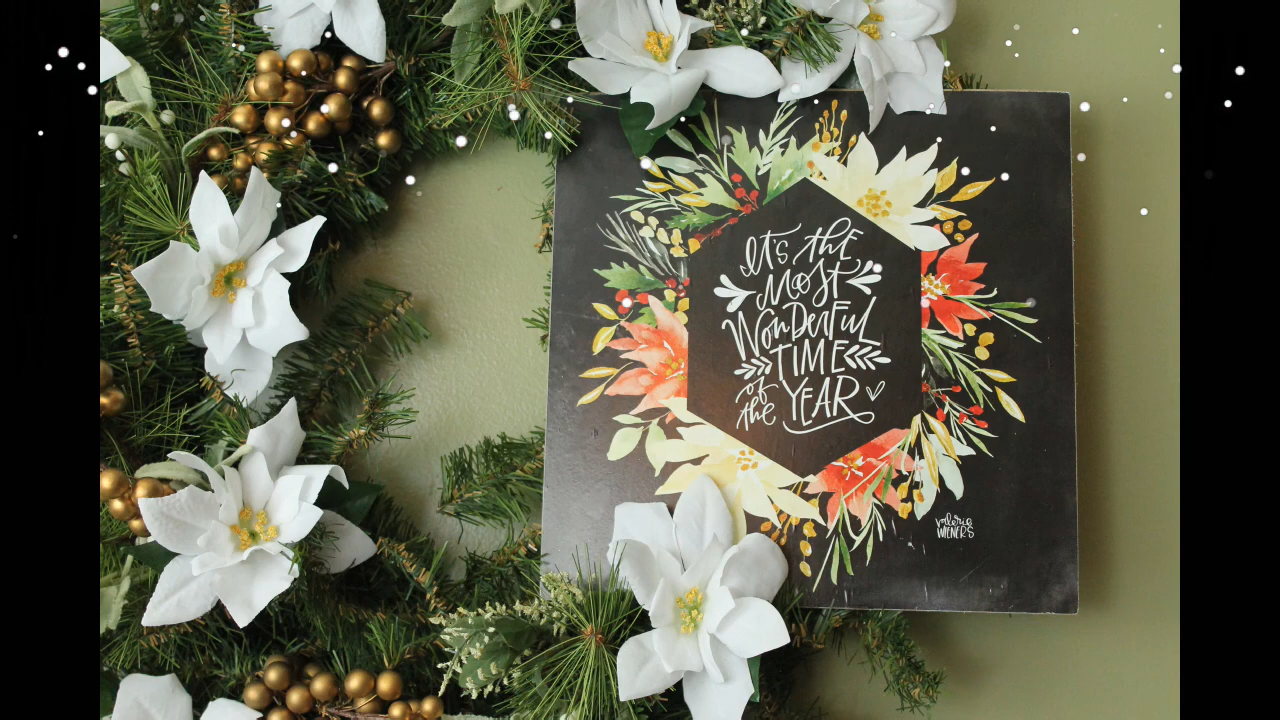 It's the
Most
Wonderful
TIME
of
the YEAR
valerie
WIENERS